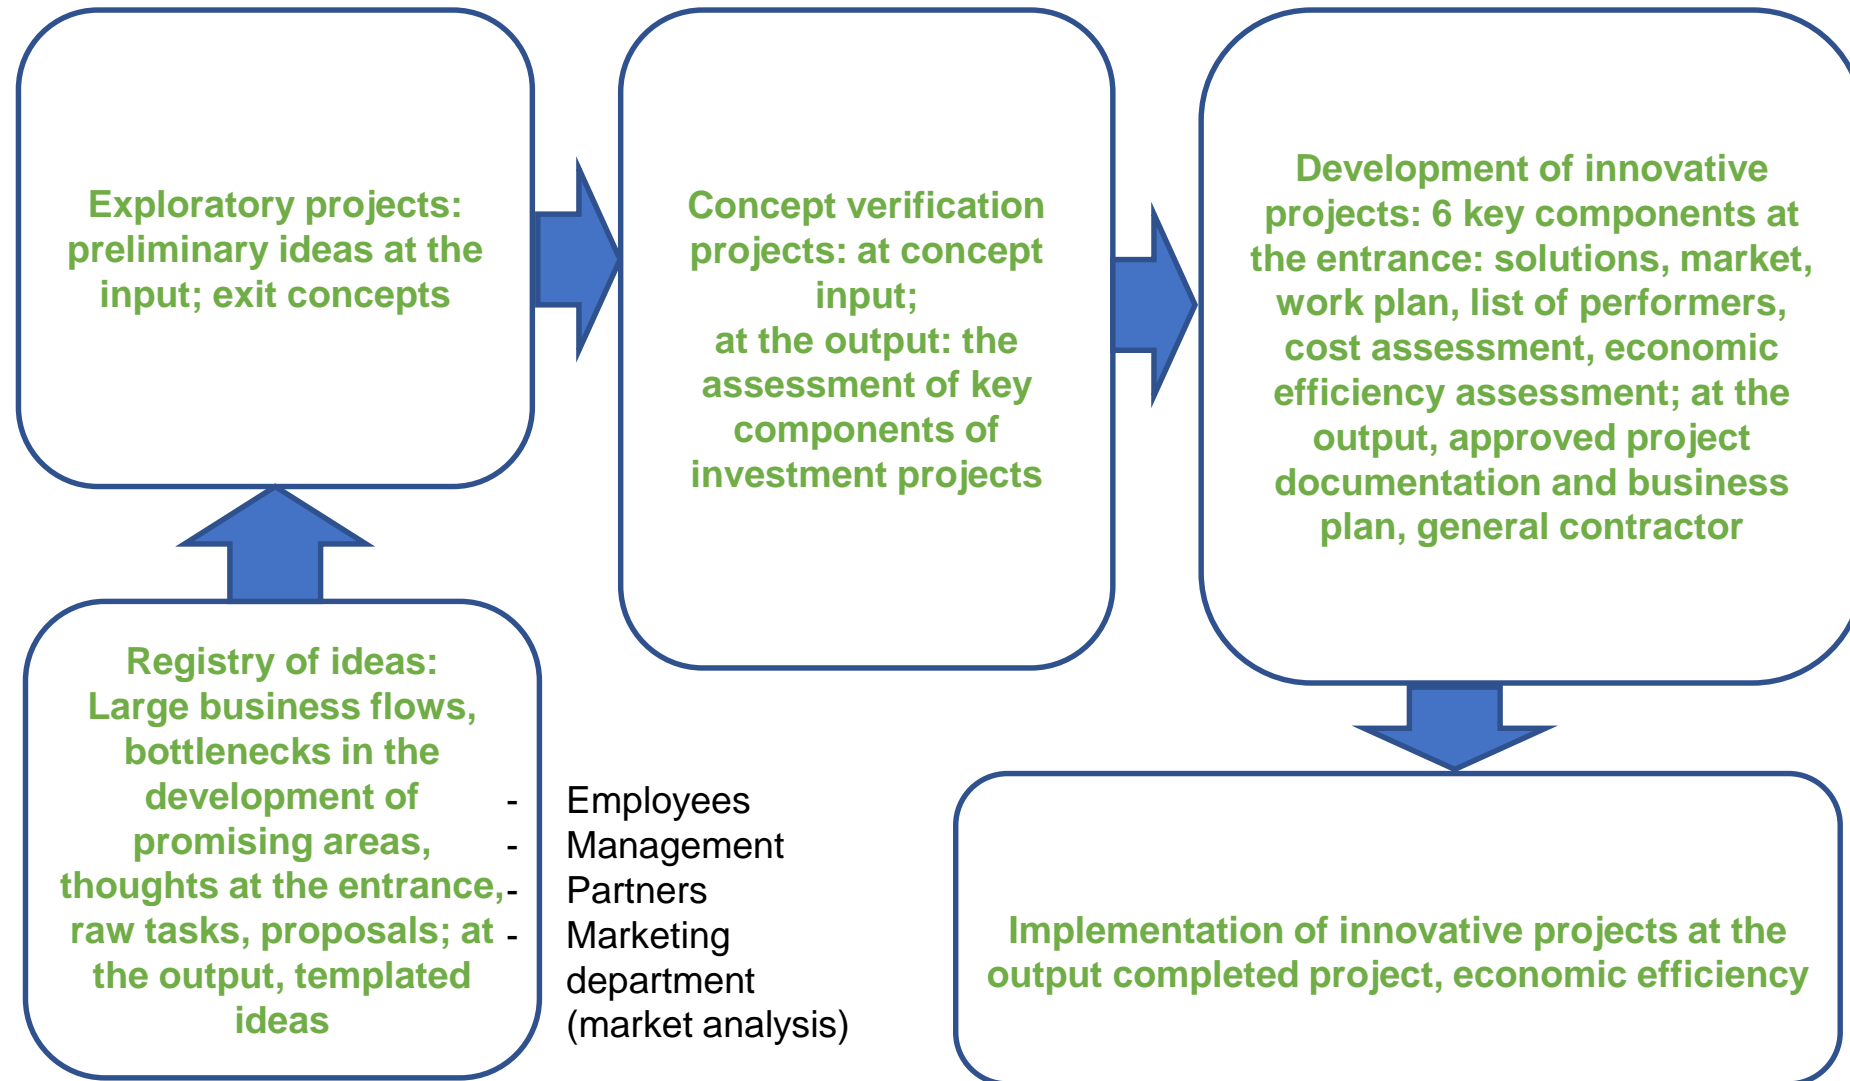 Exploratory projects:
preliminary ideas at the
input; exit concepts
Concept verification
projects: at concept
input;
at the output: the
assessment of key
components of
investment projects
Development of innovative
projects: 6 key components at
the entrance: solutions, market,
work plan, list of performers,
cost assessment, economic
efficiency assessment; at the
output, approved project
documentation and business
plan, general contractor
Registry of ideas:
Large business flows,
bottlenecks in the
development of
promising areas,
thoughts at the entrance,
raw tasks, proposals; at
the output, templated
ideas
- Employees
- Management
- Partners
- Marketing
department
(market analysis)
Implementation of innovative projects at the
output completed project, economic efficiency